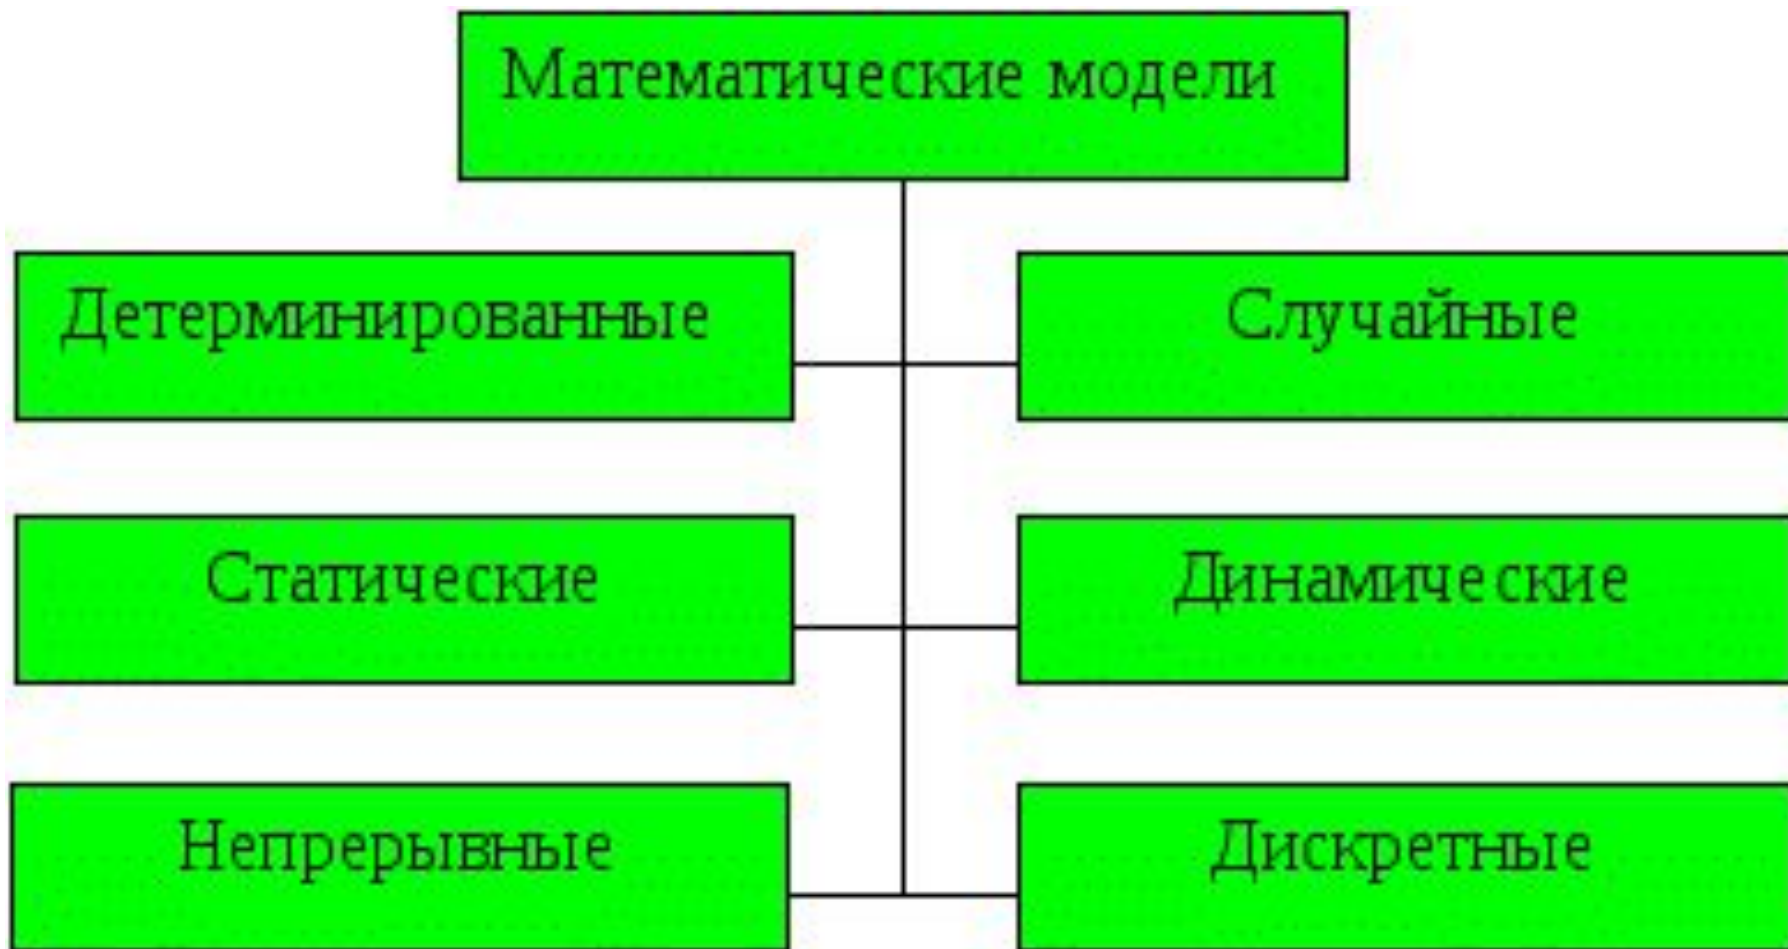 Математические модели
Детерминированные
Случайные
Статические
Динамические
Непрерывные
Дискретные